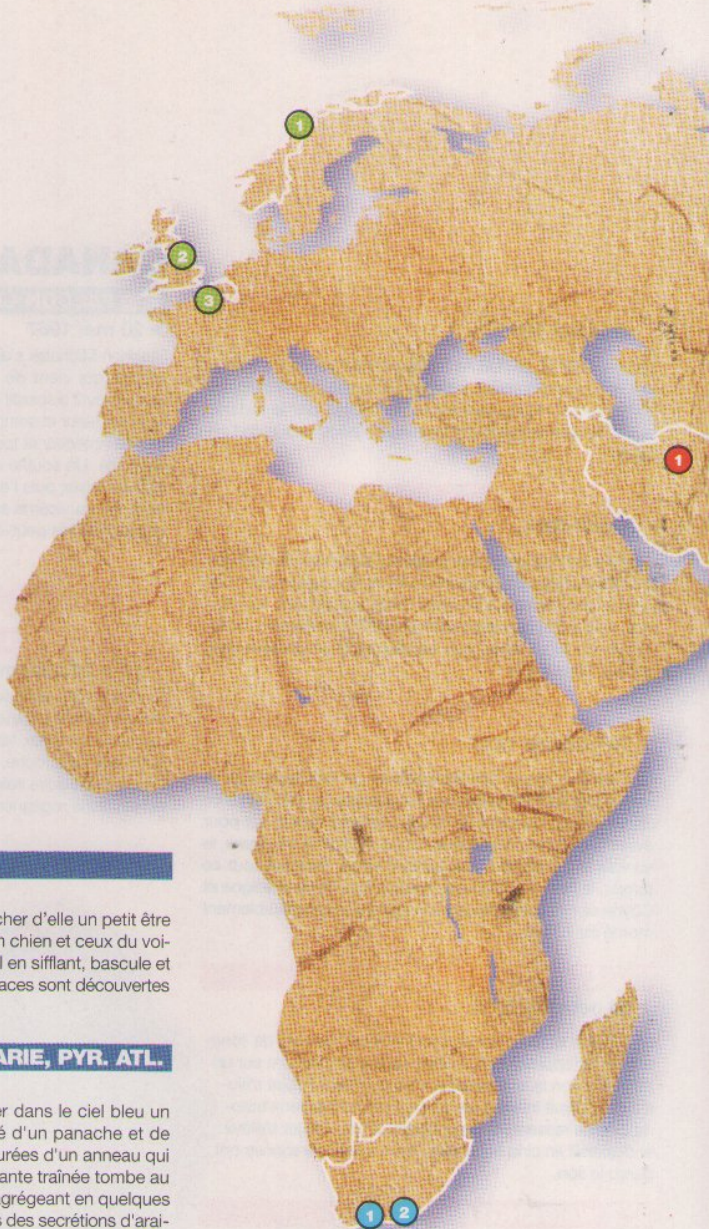 1
2
3
1
cher d'elle un petit être
n chien et ceux du voi-
l en sifflant, bascule et
aces sont découvertes
ARIE, PYR. ATL.
er dans le ciel bleu un
é d'un panache et de
urées d'un anneau qui
ante traînée tombe au
agrégeant en quelques
s des secrétions d'arai-
1 2